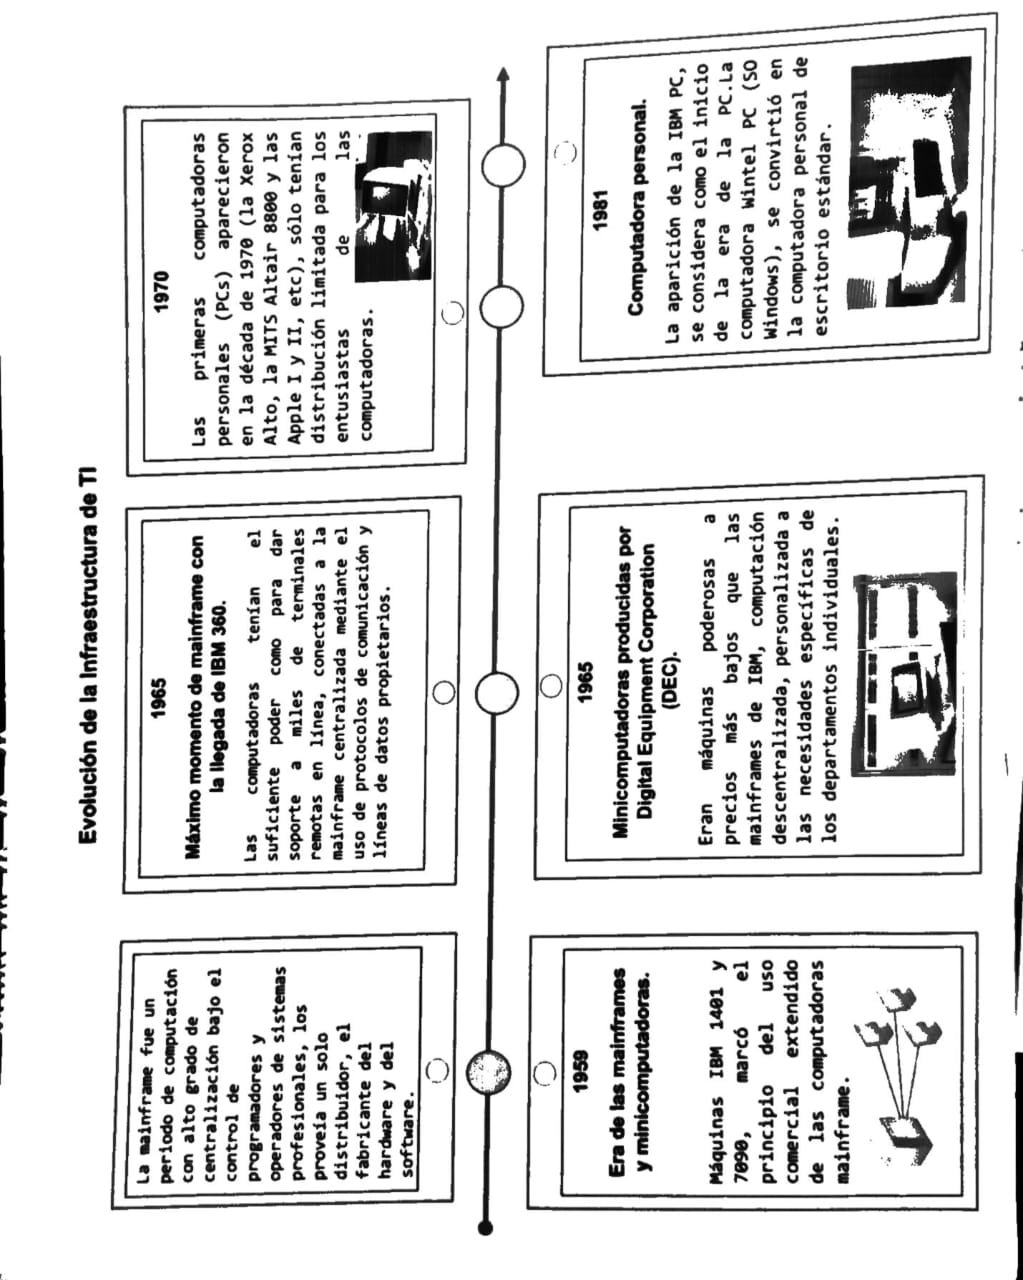 Evolución de la Infraestructura de TI
La mainframe fue un
periodo de computación
con alto grado de
centralización bajo el
control de
programadores y
operadores de sistemas
profesionales, los
proveía un solo
distribuidor, el
fabricante del
hardware y del
software.
1965
Máximo momento de mainframe con
la llegada de IBM 360.
Las computadoras tenían el
suficiente poder como para dar
soporte a miles de terminales
remotas en línea, conectadas a la
mainframe centralizada mediante el
uso de protocolos de comunicación y
líneas de datos propietarios.
1970
Las primeras computadoras
personales (PCs) aparecieron
en la década de 1970 (la Xerox
Alto, la MITS Altair 8800 y las
Apple I y II, etc), sólo tenían
distribución limitada para los
entusiastas de las
computadoras.
1959
Era de las mainframes
y minicomputadoras.
Máquinas IBM 1401 y
7090, marcó el
principio del uso
comercial extendido
de las computadoras
mainframe.
1965
Minicomputadoras producidas por
Digital Equipment Corporation
(DEC).
Eran máquinas poderosas a
precios más bajos que las
mainframes de IBM, computación
descentralizada, personalizada a
las necesidades específicas de
los departamentos individuales.
1981
Computadora personal.
La aparición de la IBM PC,
se considera como el inicio
de la era de la PC.La
computadora Wintel PC (SO
Windows), se convirtió en
la computadora personal de
escritorio estándar.